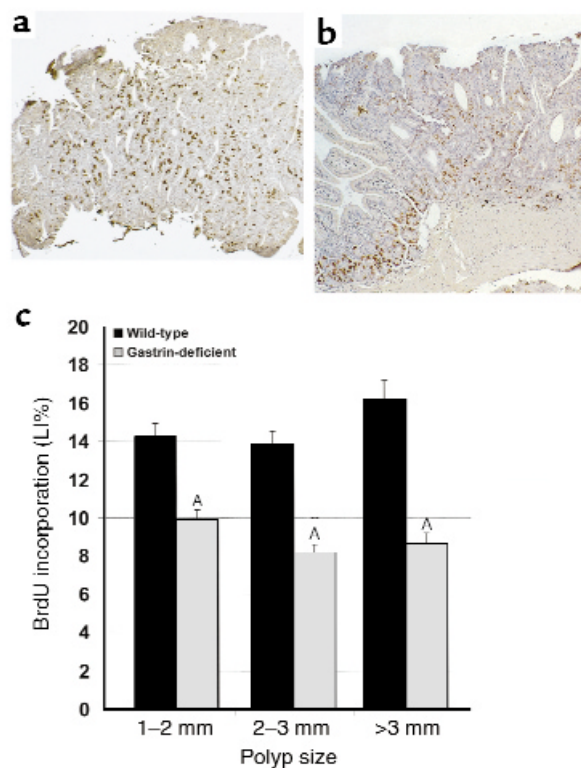 a
b
c
Wild-type
Gastrin-deficient
BrdU incorporation (LI%)
20
18
16
14
12
10
8
6
4
2
0
A
A
A
1–2 mm
2–3 mm
>3 mm
Polyp size